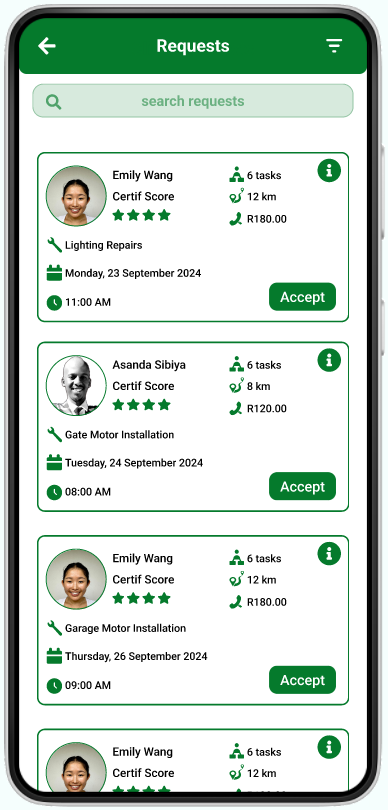 Requests
search requests
Emily Wang
6 tasks
Certif Score
12 km
R180.00
Lighting Repairs
Monday, 23 September 2024
11:00 AM
Accept
Asanda Sibiya
6 tasks
Certif Score
8 km
R120.00
Gate Motor Installation
Tuesday, 24 September 2024
08:00 AM
Accept
Emily Wang
6 tasks
Certif Score
12 km
R180.00
Garage Motor Installation
Thursday, 26 September 2024
09:00 AM
Accept
Emily Wang
6 tasks
Certif Score
12 km